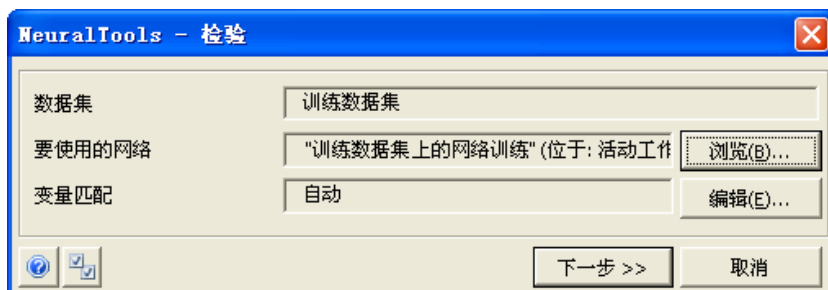 NeuralTools - 检验
数据集 训练数据集
要使用的网络 "训练数据集上的网络训练" (位于: 活动工作 浏览(B)...
变量匹配 自动 编辑(E)...
下一步 >> 取消